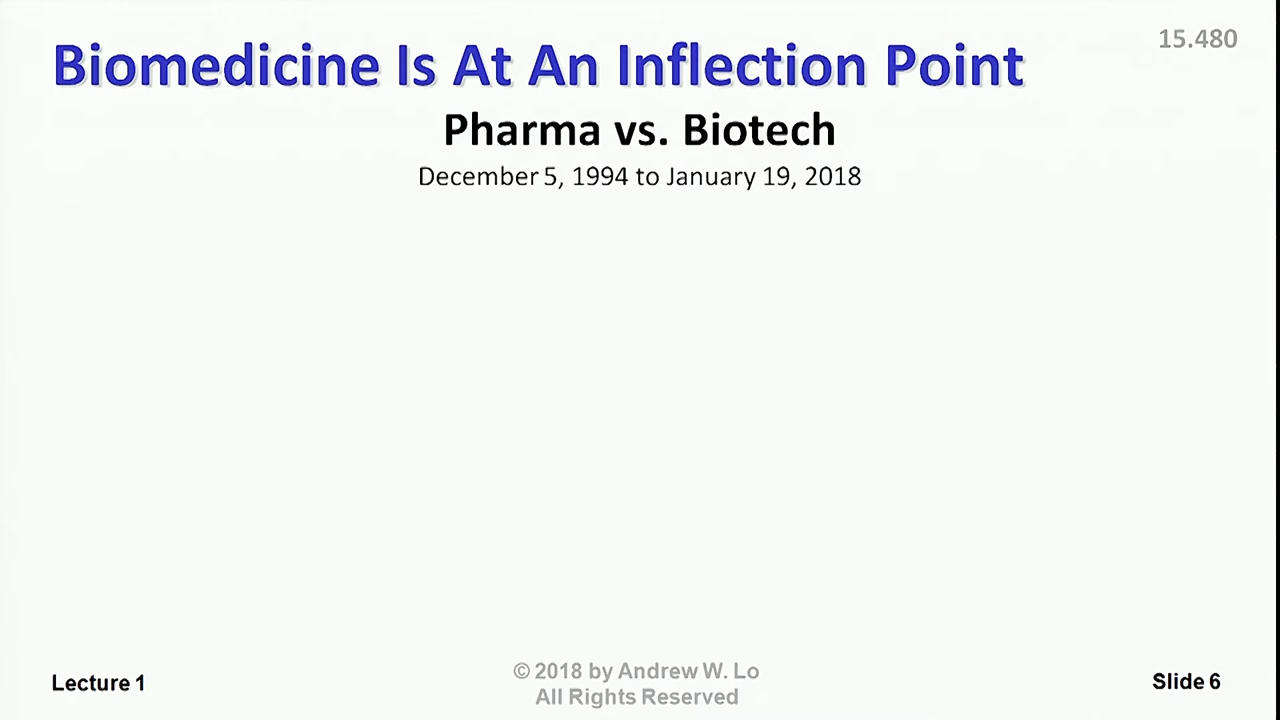 15.480
Biomedicine Is At An Inflection Point
Pharma vs. Biotech
December 5, 1994 to January 19, 2018
Lecture 1
© 2018 by Andrew W. Lo
All Rights Reserved
Slide 6